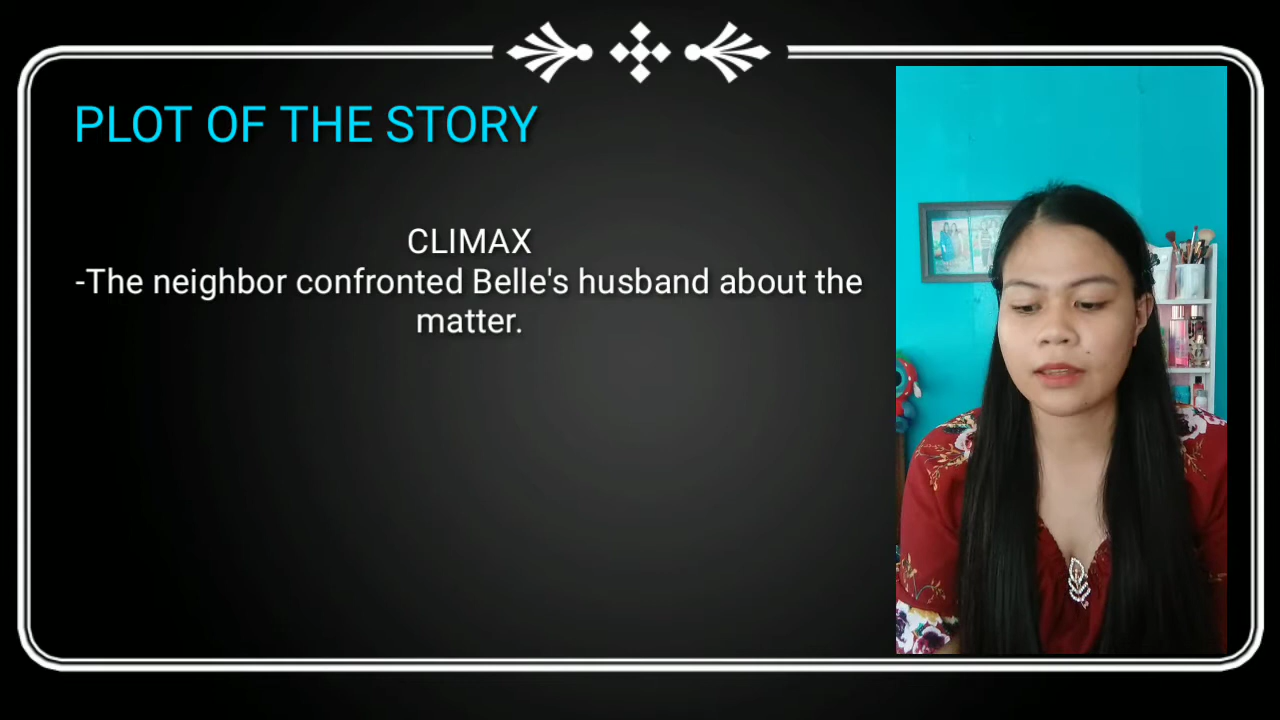 PLOT OF THE STORY
CLIMAX
-The neighbor confronted Belle's husband about the
matter.